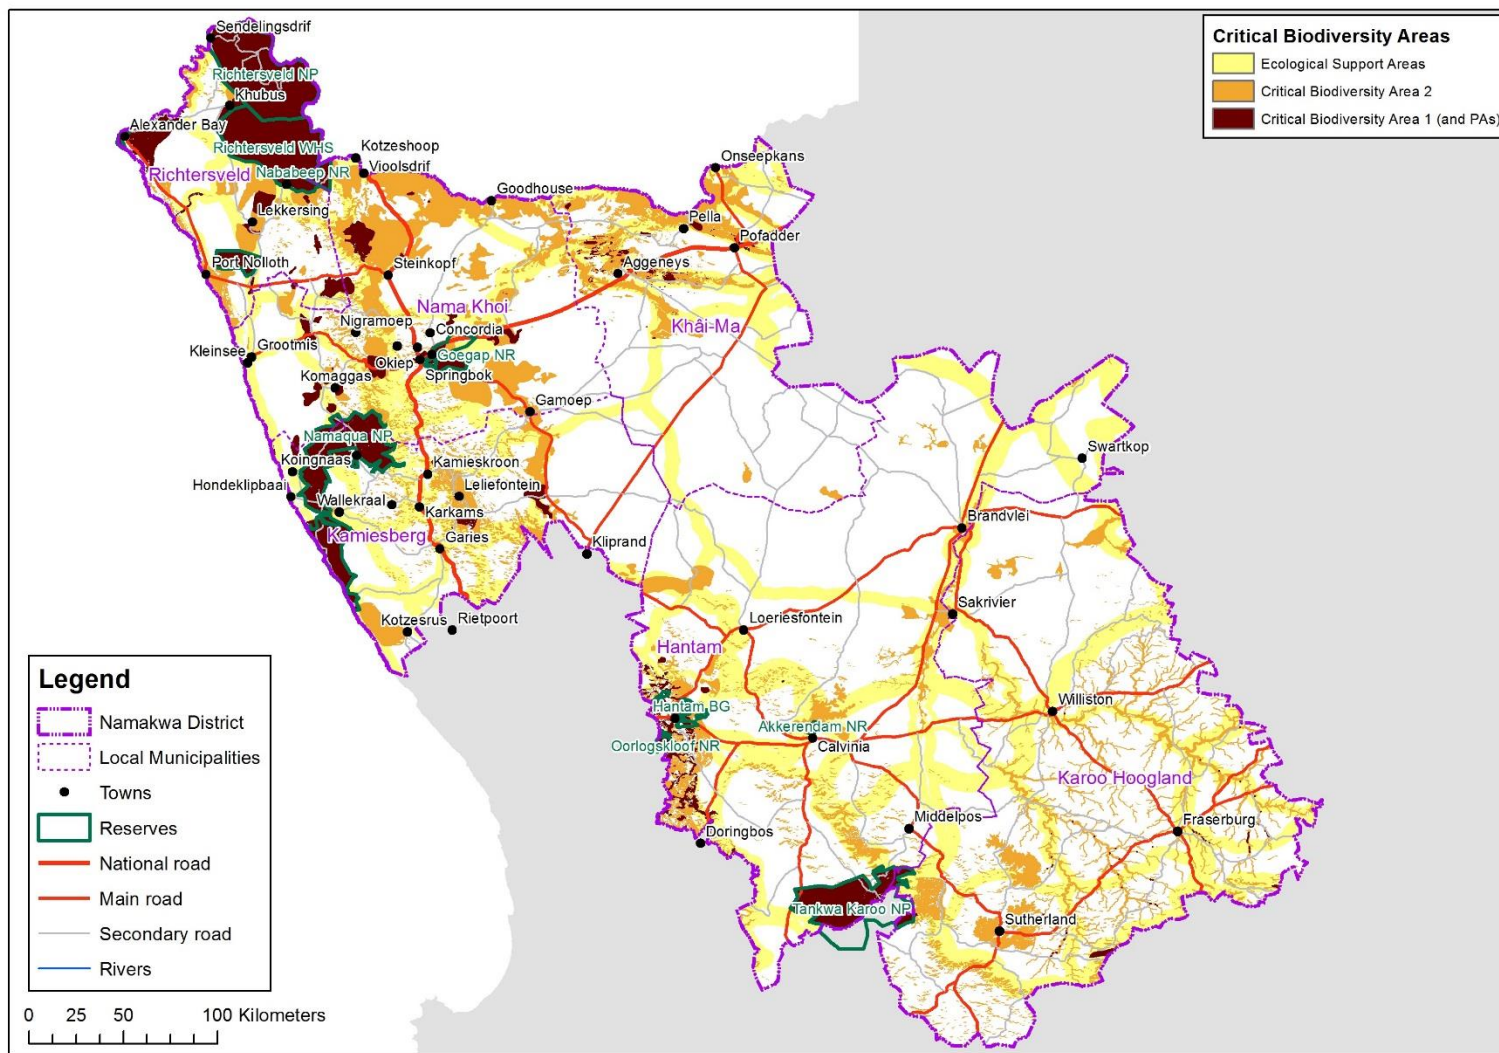 Critical Biodiversity Areas
Ecological Support Areas
Critical Biodiversity Area 2
Critical Biodiversity Area 1 (and PAs)
Sendelingsdrif
Richtersveld NP
Khubus
Alexander Bay
Richtersveld WHS
Kotzeshoop
Richtersveld
Nababeep NR
Vioolsdrif
Onseepkans
Goodhouse
Lekkersing
Pella
Pofadder
Port Nolloth
Steinkopf
Aggeneys
Nama Khoi
Khâi-Ma
Nigramoep
Concordia
Kleinsee
Grootmis
Okiep
Goegap NR
Komaggas
Springbok
Gamoep
Namaqua NP
Koingnaas
Kamieskroon
Swartkop
Hondeklipbaai
Wallekraal
Leliefontein
Karkams
Brandvlei
Kamiesberg
Garies
Kliprand
Kotzesrus
Rietpoort
Loeriesfontein
Sakrivier
Hantam
Hantam BG
Akkerendam NR
Williston
Oorlogskloof NR
Calvinia
Karoo Hoogland
Doringbos
Middelpos
Fraserburg
Tankwa Karoo NP
Sutherland
Legend
Namakwa District
Local Municipalities
Towns
Reserves
National road
Main road
Secondary road
Rivers
0 25 50 100 Kilometers